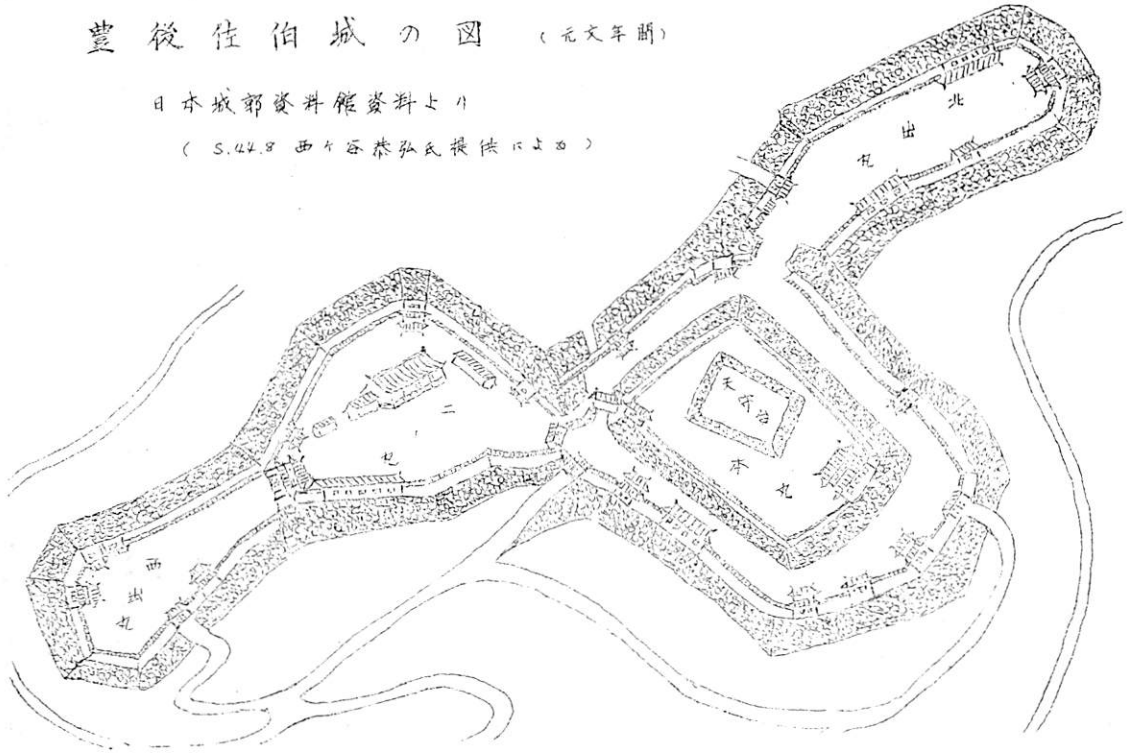 豊後佐伯城の図 (元文年間)
日本城郭資料館資料より
( S.44.8 西ケ谷恭弘氏提供による )
北出丸
二ノ丸
天守台
本丸
西出丸